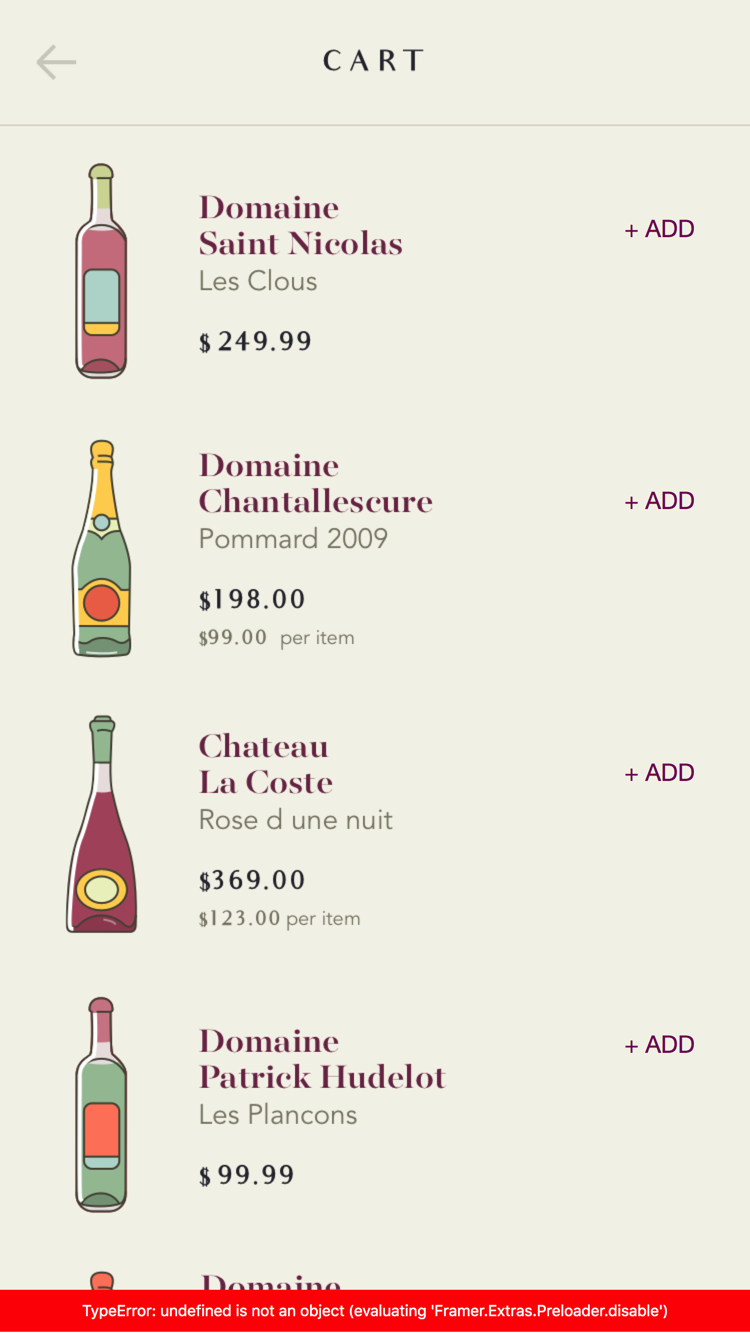 CART
Domaine
Saint Nicolas
+ ADD
Les Clous
$ 249.99
Domaine
Chantallescure
+ ADD
Pommard 2009
$198.00
$99.00 per item
Chateau
La Coste
+ ADD
Rose d une nuit
$369.00
$123.00 per item
Domaine
Patrick Hudelot
+ ADD
Les Plancons
$ 99.99
Domaine
TypeError: undefined is not an object (evaluating 'Framer.Extras.Preloader.disable')